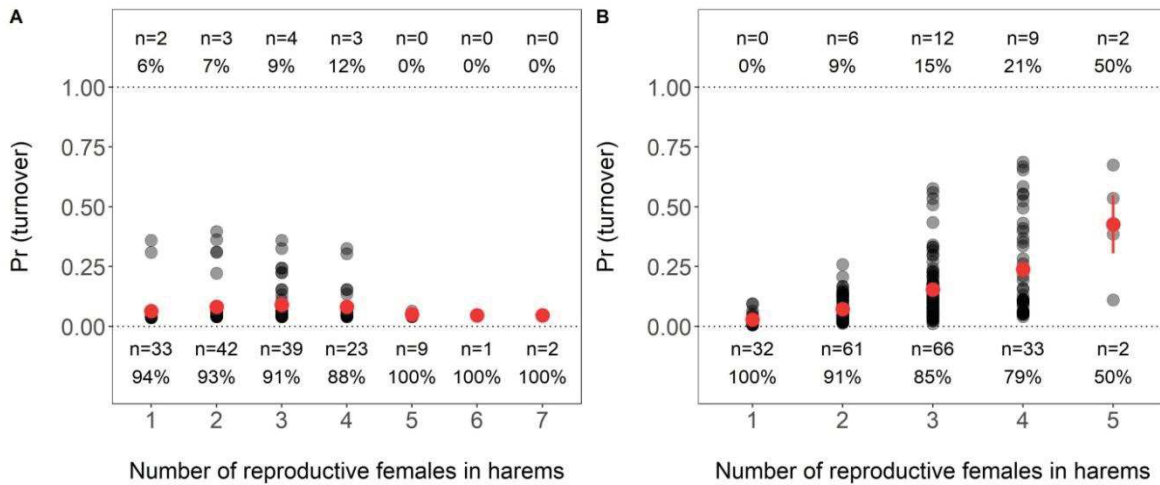 A
n=2 n=3 n=4 n=3 n=0 n=0 n=0
6% 7% 9% 12% 0% 0% 0%
1.00
0.75
0.50
0.25
0.00
Pr (turnover)
n=33 n=42 n=39 n=23 n=9 n=1 n=2
94% 93% 91% 88% 100% 100% 100%
1 2 3 4 5 6 7
Number of reproductive females in harems
B
n=0 n=6 n=12 n=9 n=2
0% 9% 15% 21% 50%
1.00
0.75
0.50
0.25
0.00
Pr (turnover)
n=32 n=61 n=66 n=33 n=2
100% 91% 85% 79% 50%
1 2 3 4 5
Number of reproductive females in harems